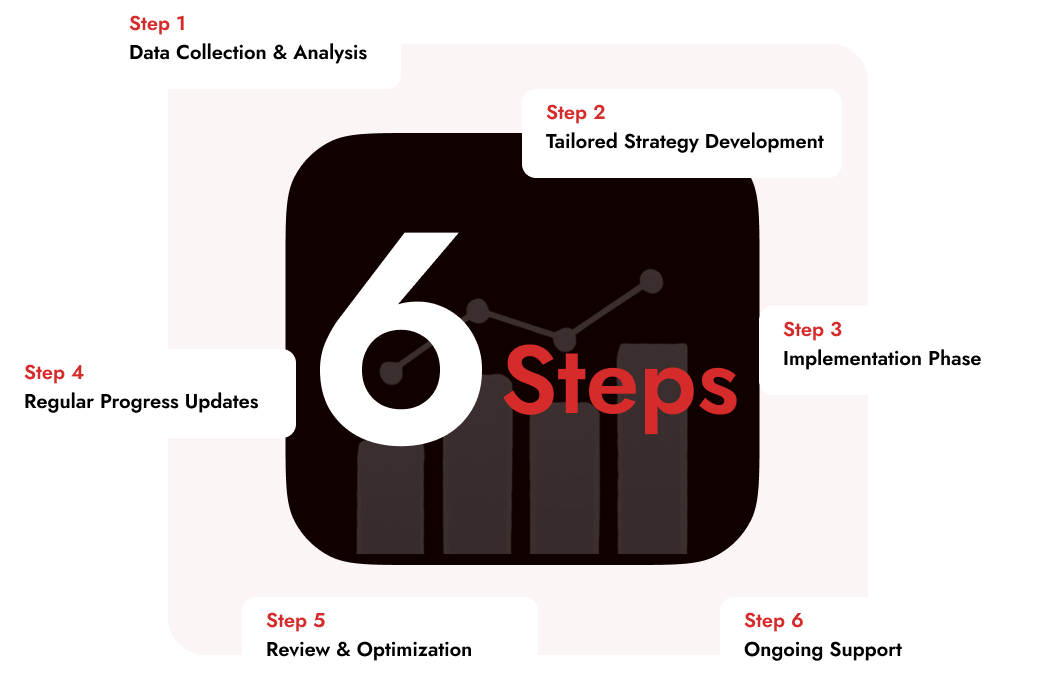 Step 1
Data Collection & Analysis
Step 2
Tailored Strategy Development
6
Steps
Step 3
Implementation Phase
Step 4
Regular Progress Updates
Step 5
Review & Optimization
Step 6
Ongoing Support